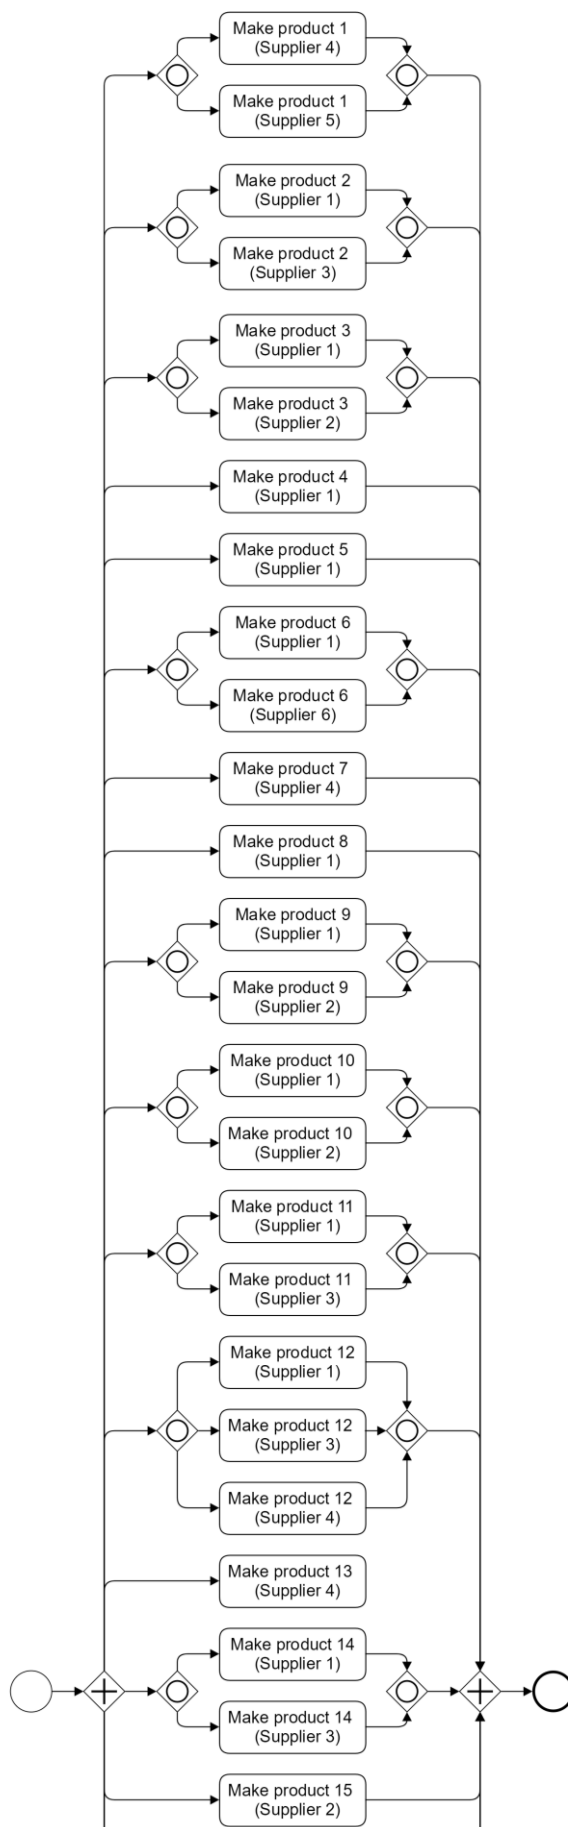 Make product 1
(Supplier 4)
Make product 1
(Supplier 5)
Make product 2
(Supplier 1)
Make product 2
(Supplier 3)
Make product 3
(Supplier 1)
Make product 3
(Supplier 2)
Make product 4
(Supplier 1)
Make product 5
(Supplier 1)
Make product 6
(Supplier 1)
Make product 6
(Supplier 6)
Make product 7
(Supplier 4)
Make product 8
(Supplier 1)
Make product 9
(Supplier 1)
Make product 9
(Supplier 2)
Make product 10
(Supplier 1)
Make product 10
(Supplier 2)
Make product 11
(Supplier 1)
Make product 11
(Supplier 3)
Make product 12
(Supplier 1)
Make product 12
(Supplier 3)
Make product 12
(Supplier 4)
Make product 13
(Supplier 4)
Make product 14
(Supplier 1)
Make product 14
(Supplier 3)
Make product 15
(Supplier 2)